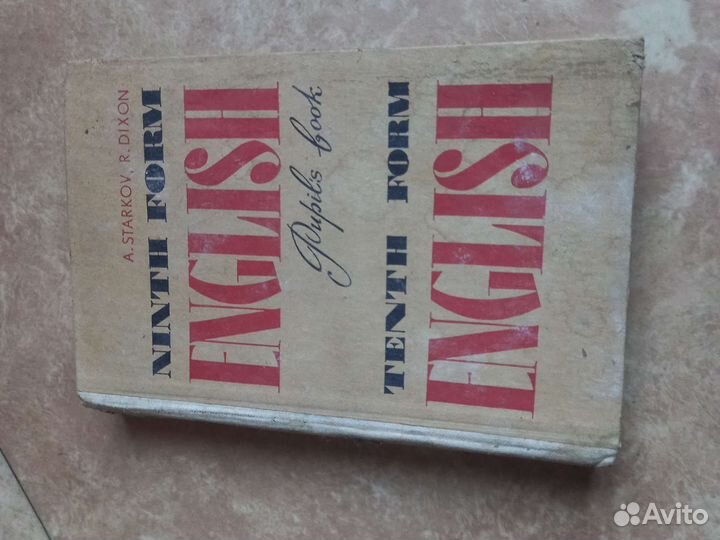 A. STARKOV, R. DIXON
NINTH FORM
ENGLISH
Pupil's book
TENTH FORM
ENGLISH
Avito